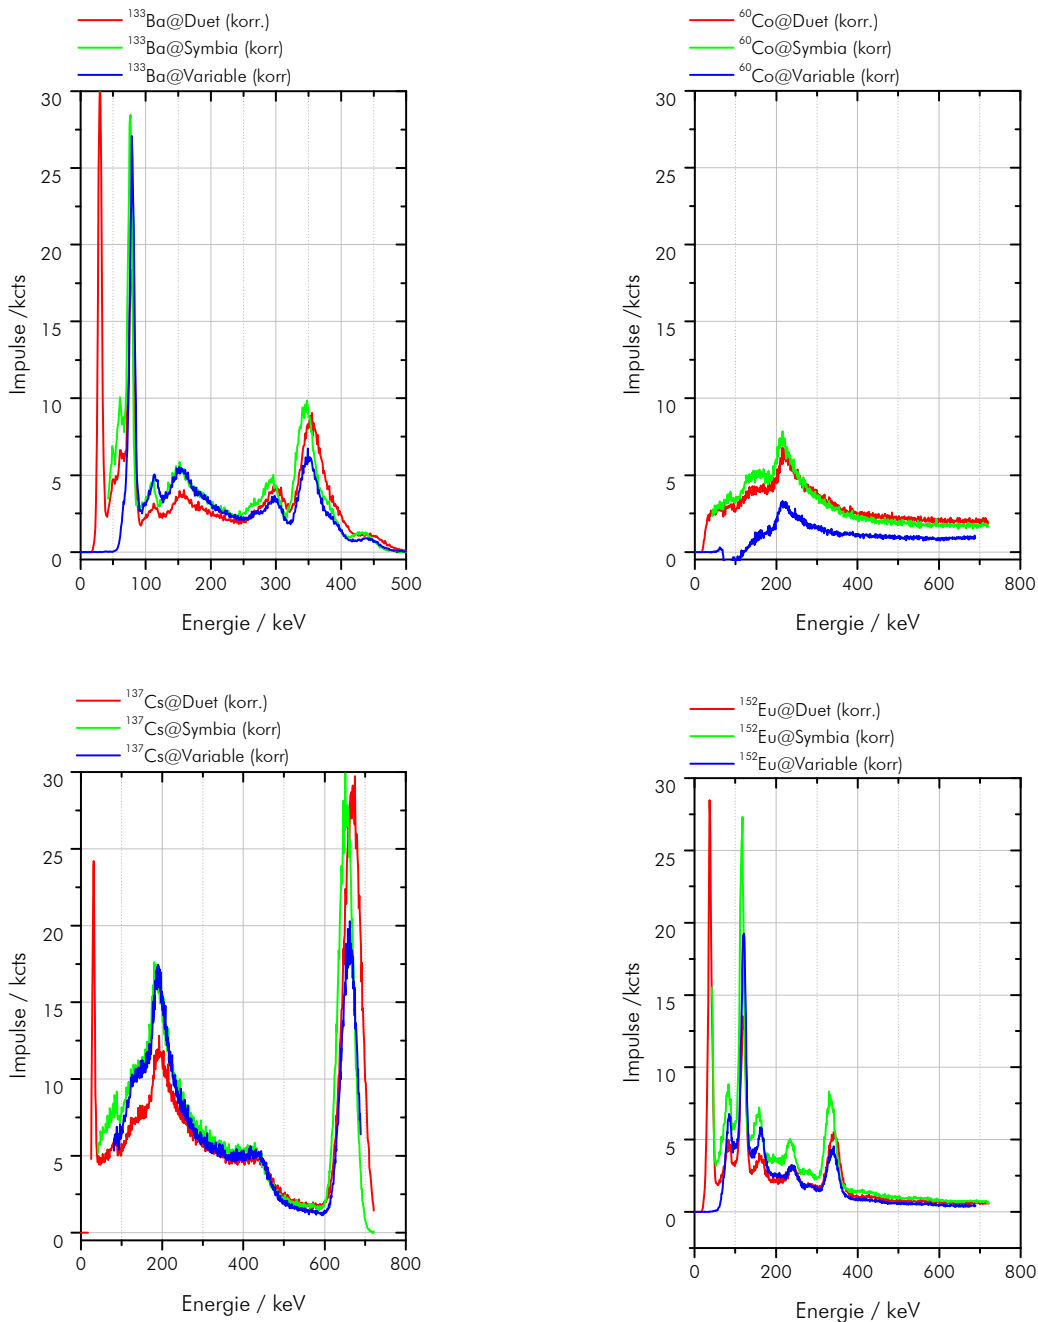 133Ba@Duet (korr.)
133Ba@Symbia (korr)
133Ba@Variable (korr)
30
25
20
15
10
5
0
Impulse /kcts
0 100 200 300 400 500
Energie / keV
60Co@Duet (korr.)
60Co@Symbia (korr)
60Co@Variable (korr)
30
25
20
15
10
5
0
Impulse /kcts
0 200 400 600 800
Energie / keV
137Cs@Duet (korr.)
137Cs@Symbia (korr)
137Cs@Variable (korr)
30
25
20
15
10
5
0
Impulse / kcts
0 200 400 600 800
Energie / keV
152Eu@Duet (korr.)
152Eu@Symbia (korr)
152Eu@Variable (korr)
30
25
20
15
10
5
0
Impulse /kcts
0 200 400 600 800
Energie / keV